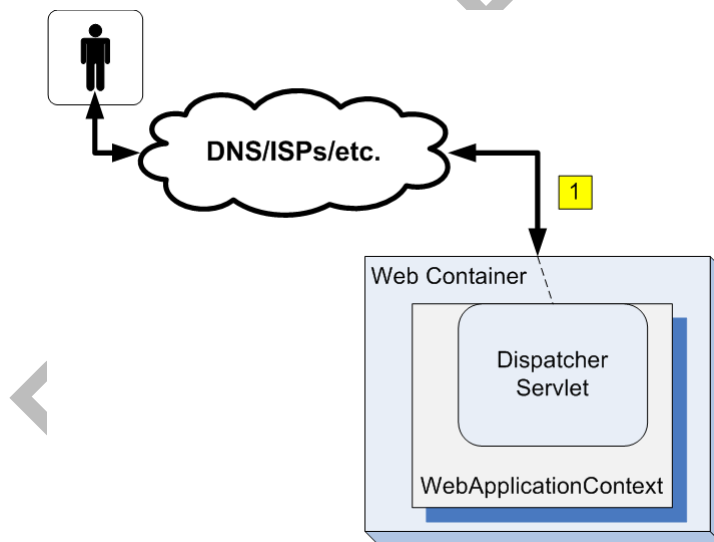 DNS/ISPs/etc.
1
Web Container
Dispatcher
Servlet
WebApplicationContext